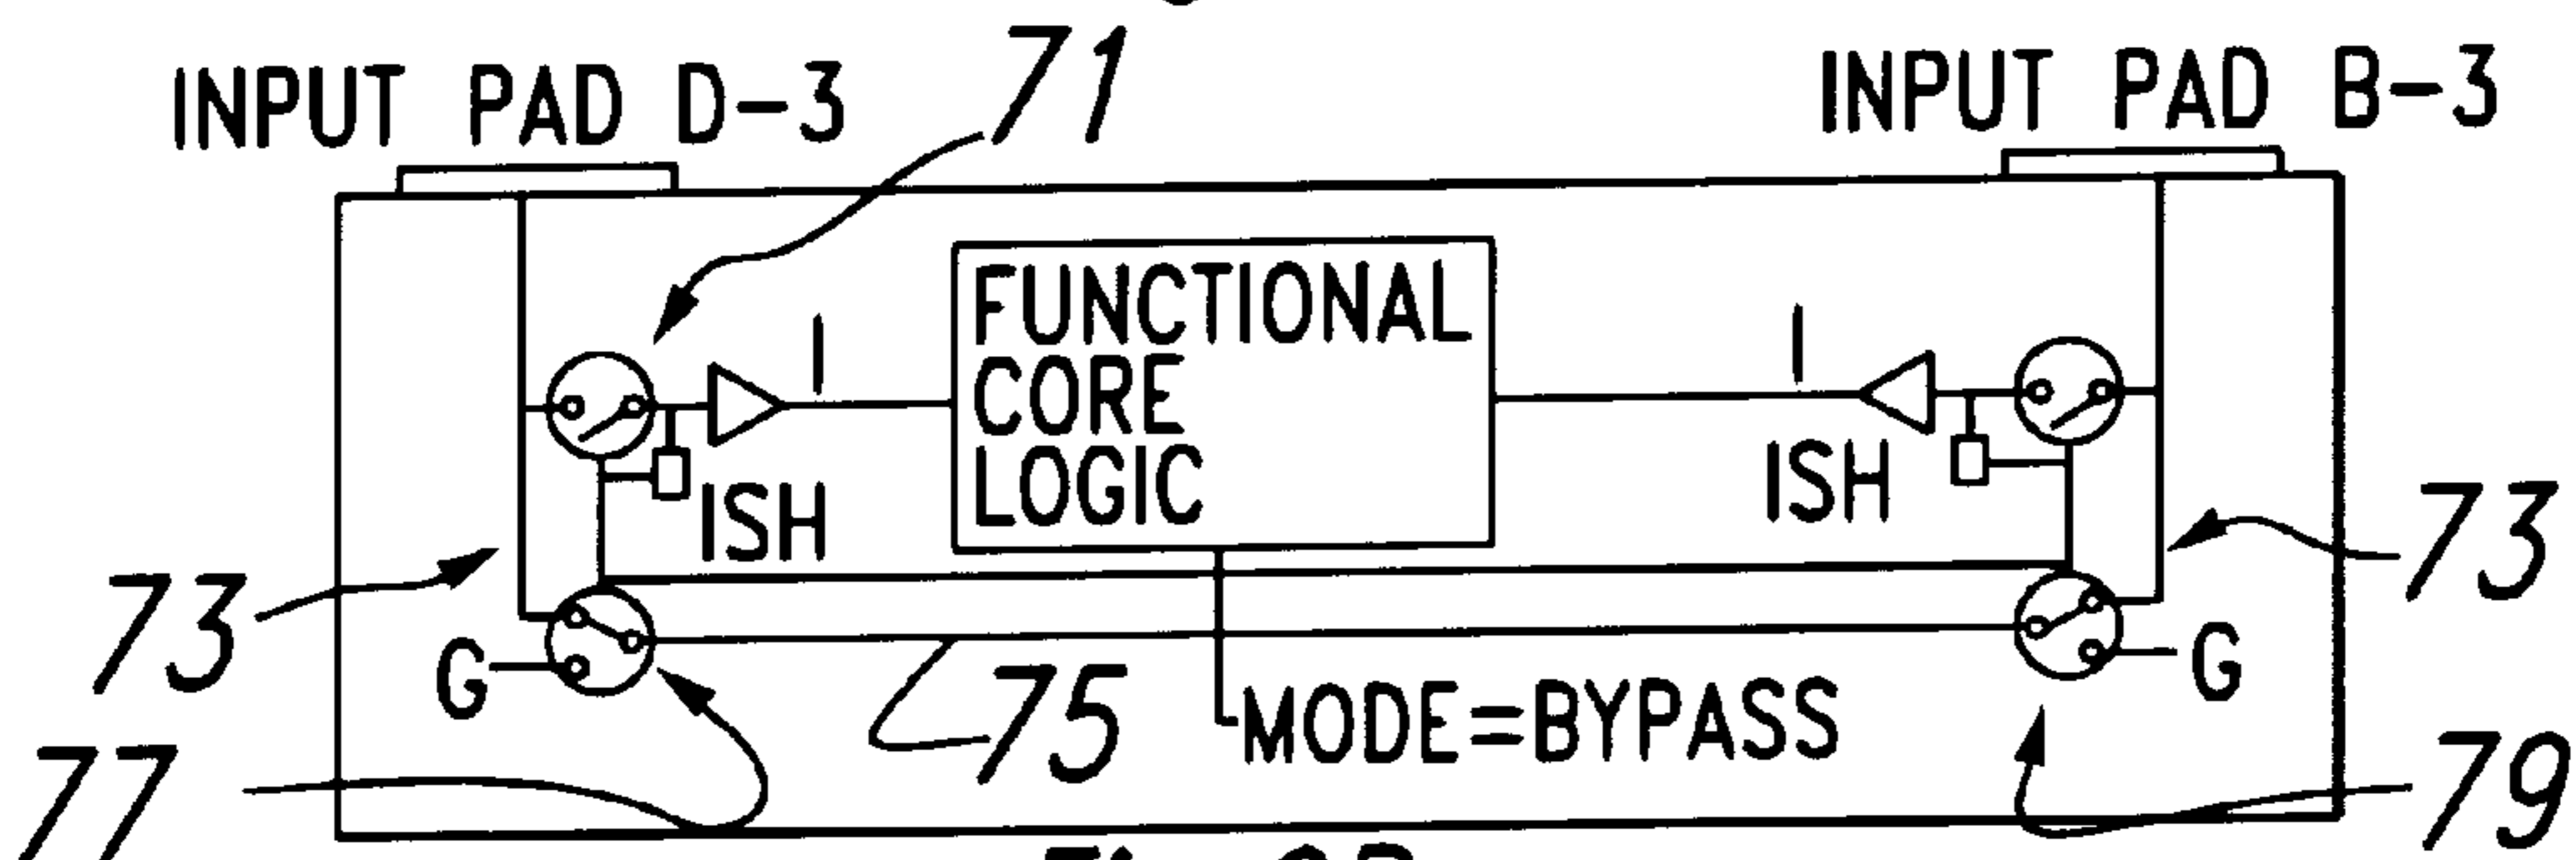 71
INPUT PAD D-3
INPUT PAD B-3
I
FUNCTIONAL
CORE
LOGIC
I
ISH
ISH
73
73
G
G
75
MODE=BYPASS
77
79